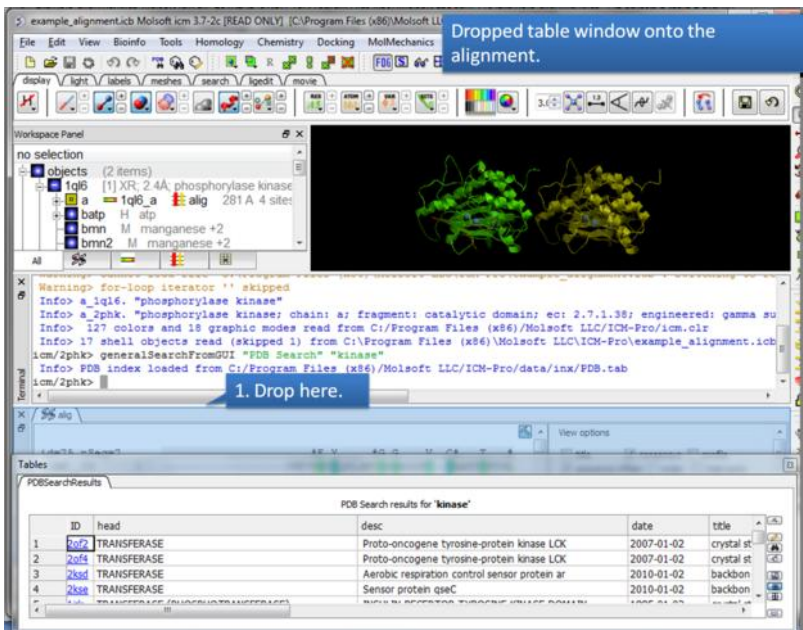 example_alignment.icb Molsoft icm 3.7-2c [READ ONLY] [C:\Program Files (x86)\Molsoft LL
Dropped table window onto the
alignment.
File Edit View Bioinfo Tools Homology Chemistry Docking MolMechanics
display light labels meshes search ligedit movie
Workspace Panel
no selection
objects (2 items)
1ql6 [1] XR; 2.4Å; phosphorylase kinase
a 1ql6_a alig 281 A 4 sites
batp H atp
bmn M manganese +2
bmn2 M manganese +2
All
Warning> for-loop iterator '' skipped
Info> a_1ql6. "phosphorylase kinase"
Info> a_2phk. "phosphorylase kinase; chain: a; fragment: catalytic domain; ec: 2.7.1.38; engineered: gamma su
Info> 127 colors and 18 graphic modes read from C:/Program Files (x86)/Molsoft LLC/ICM-Pro/icm.clr
Info> 17 shell objects read (skipped 1) from C:\Program Files (x86)\Molsoft LLC\ICM-Pro\example_alignment.icb
icm/2phk> generalSearchFromGUI "PDB Search" "kinase"
Info> PDB index loaded from C:/Program Files (x86)/Molsoft LLC/ICM-Pro/data/inx/PDB.tab
icm/2phk>
Terminal
1. Drop here.
alig
View options
Tables
PDBSearchResults
PDB Search results for 'kinase'
ID head desc date title
1 2of2 TRANSFERASE Proto-oncogene tyrosine-protein kinase LCK 2007-01-02 crystal st
2 2of4 TRANSFERASE Proto-oncogene tyrosine-protein kinase LCK 2007-01-02 crystal st
3 2ksd TRANSFERASE Aerobic respiration control sensor protein ar 2010-01-02 backbon
4 2kse TRANSFERASE Sensor protein qseC 2010-01-02 backbon